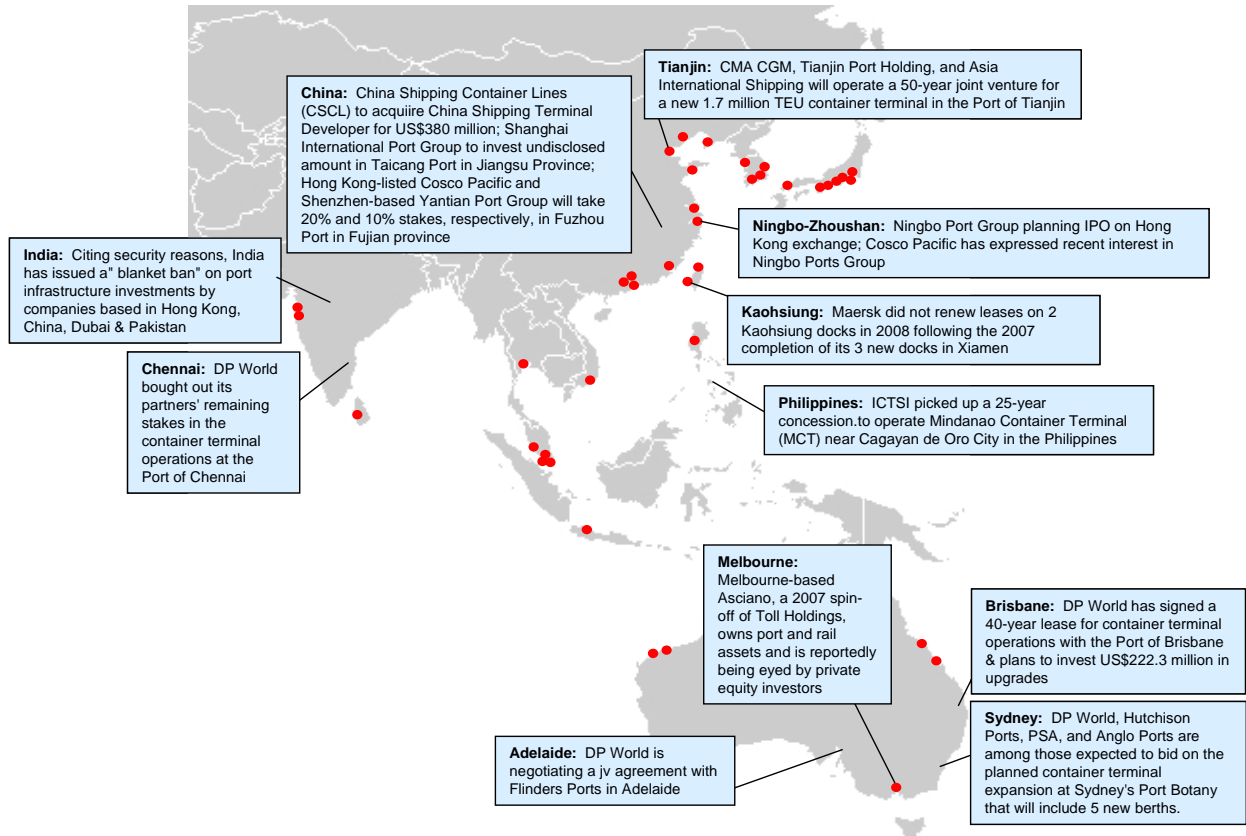 Tianjin:  CMA CGM, Tianjin Port Holding, and Asia
International Shipping will operate a 50-year joint venture for
a new 1.7 million TEU container terminal in the Port of Tianjin
China:  China Shipping Container Lines
(CSCL) to acquiire China Shipping Terminal
Developer for US$380 million; Shanghai
International Port Group to invest undisclosed
amount in Taicang Port in Jiangsu Province;
Hong Kong-listed Cosco Pacific and
Shenzhen-based Yantian Port Group will take
20% and 10% stakes, respectively, in Fuzhou
Port in Fujian province
Ningbo-Zhoushan:  Ningbo Port Group planning IPO on Hong
Kong exchange; Cosco Pacific has expressed recent interest in
Ningbo Ports Group
India:  Citing security reasons, India
has issued a" blanket ban" on port
infrastructure investments by
companies based in Hong Kong,
China, Dubai & Pakistan
Kaohsiung:  Maersk did not renew leases on 2
Kaohsiung docks in 2008 following the 2007
completion of its 3 new docks in Xiamen
Chennai:  DP World
bought out its
partners' remaining
stakes in the
container terminal
operations at the
Port of Chennai
Philippines:  ICTSI picked up a 25-year
concession.to operate Mindanao Container Terminal
(MCT) near Cagayan de Oro City in the Philippines
Melbourne:
Melbourne-based
Asciano, a 2007 spin-
off of Toll Holdings,
owns port and rail
assets and is reportedly
being eyed by private
equity investors
Brisbane:  DP World has signed a
40-year lease for container terminal
operations with the Port of Brisbane
& plans to invest US$222.3 million in
upgrades
Sydney:  DP World, Hutchison
Ports, PSA, and Anglo Ports are
among those expected to bid on the
planned container terminal
expansion at Sydney's Port Botany
that will include 5 new berths.
Adelaide:  DP World is
negotiating a jv agreement with
Flinders Ports in Adelaide